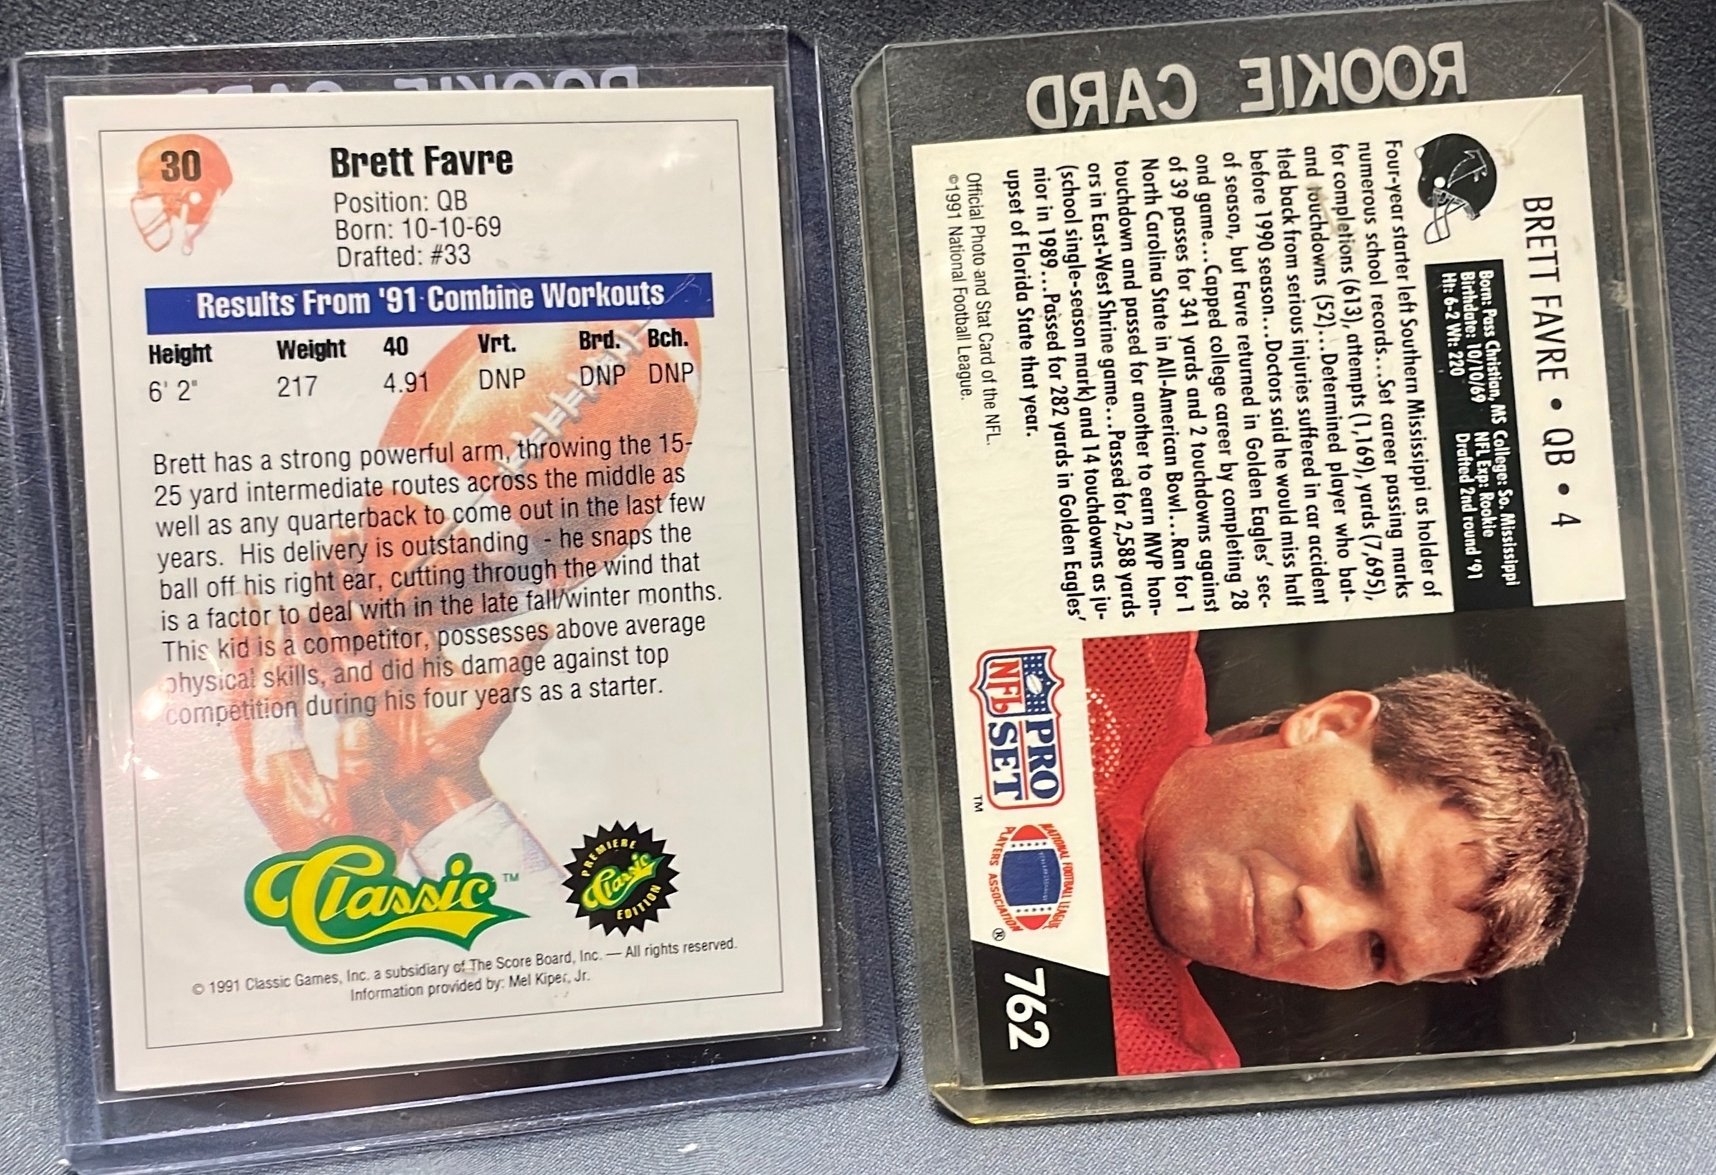 ROOKIE CARD
30
Brett Favre
Position: QB
Born: 10-10-69
Drafted: #33
Results From '91 Combine Workouts
Height Weight 40 Vrt. Brd. Bch.
6' 2" 217 4.91 DNP DNP DNP
Brett has a strong powerful arm, throwing the 15-
25 yard intermediate routes across the middle as
well as any quarterback to come out in the last few
years. His delivery is outstanding - he snaps the
ball off his right ear, cutting through the wind that
is a factor to deal with in the late fall/winter months.
This kid is a competitor, possesses above average
physical skills, and did his damage against top
competition during his four years as a starter.
Classic™
PREMIERE
Classic
EDITION
© 1991 Classic Games, Inc. a subsidiary of The Score Board, Inc. — All rights reserved.
Information provided by: Mel Kiper, Jr.
ROOKIE CARD
BRETT FAVRE • QB • 4
Born: Pass Christian, MS College: So. Mississippi
Birthdate: 10/10/69 NFL Exp: Rookie
Ht: 6-2 Wt: 220 Drafted 2nd round '91
Four-year starter left Southern Mississippi as holder of
numerous school records...Set career passing marks
for completions (613), attempts (1,169), yards (7,695),
and touchdowns (52)...Determined player who bat-
tled back from serious injuries suffered in car accident
before 1990 season...Doctors said he would miss half
of season, but Favre returned in Golden Eagles' sec-
ond game...Capped college career by completing 28
of 39 passes for 341 yards and 2 touchdowns against
North Carolina State in All-American Bowl...Ran for 1
touchdown and passed for another to earn MVP hon-
ors in East-West Shrine game...Passed for 2,588 yards
(school single-season mark) and 14 touchdowns as ju-
nior in 1989...Passed for 282 yards in Golden Eagles'
upset of Florida State that year.
Official Photo and Stat Card of the NFL.
©1991 National Football League.
NFL PRO SET™
NATIONAL FOOTBALL LEAGUE
PLAYERS ASSOCIATION
®
762